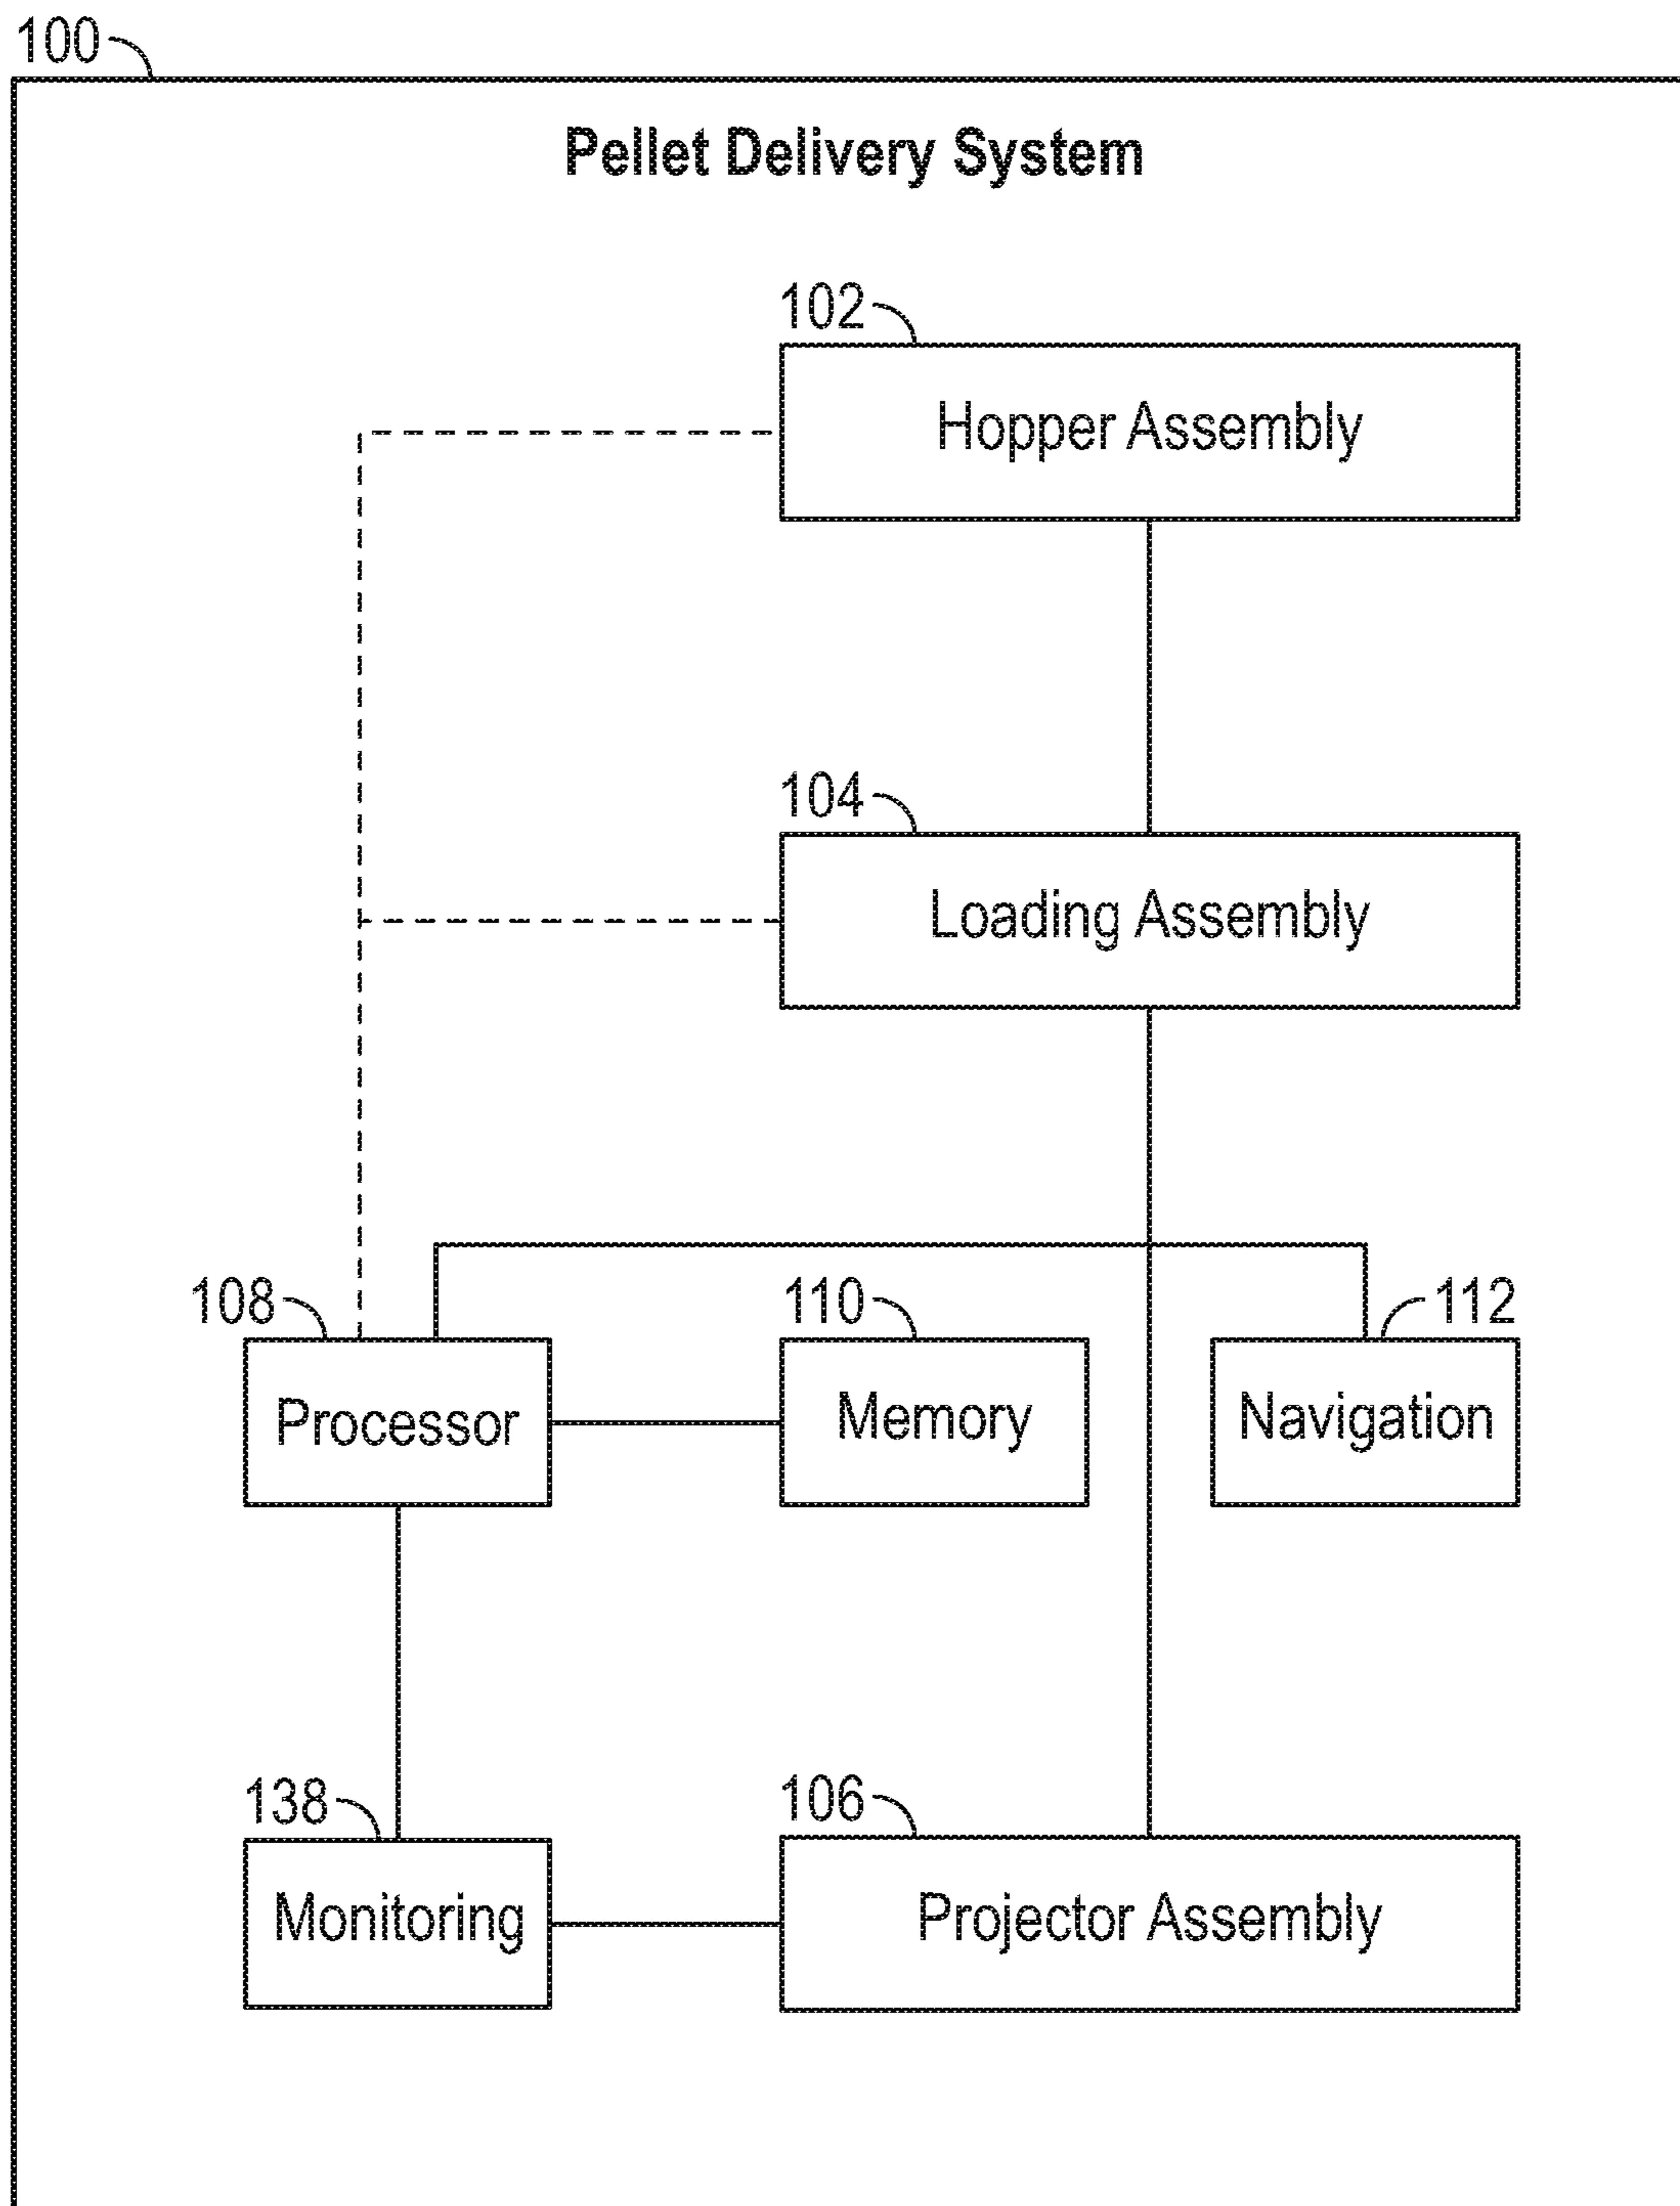 100
Pellet Delivery System
102
Hopper Assembly
104
Loading Assembly
108
110
112
Processor
Memory
Navigation
138
106
Monitoring
Projector Assembly